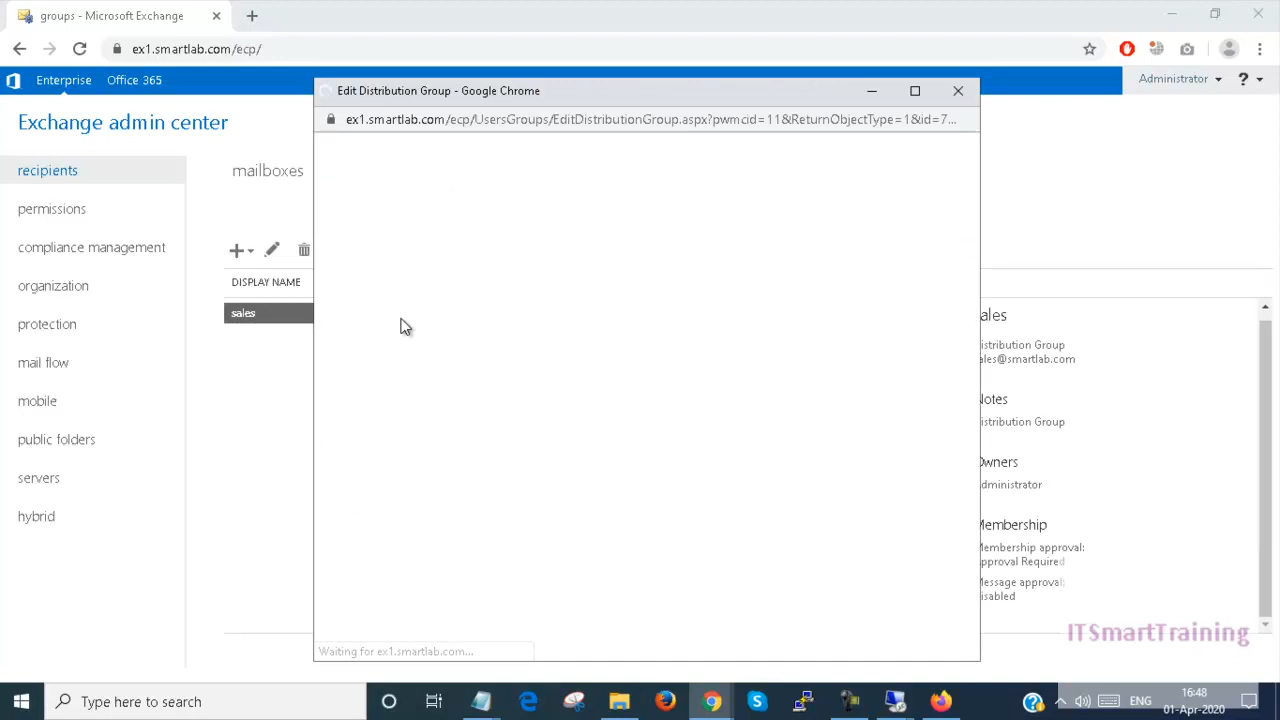 groups - Microsoft Exchange
ex1.smartlab.com/ecp/
Enterprise Office 365
Administrator ?
Edit Distribution Group - Google Chrome
ex1.smartlab.com/ecp/UsersGroups/EditDistributionGroup.aspx?pwmcid=11&ReturnObjectType=1&id=7...
Exchange admin center
recipients
permissions
compliance management
organization
protection
mail flow
mobile
public folders
servers
hybrid
mailboxes
DISPLAY NAME
sales
ales
istribution Group
ales@smartlab.com
Notes
istribution Group
Owners
dministrator
Membership
Membership approval:
pproval Required
Message approval:
isabled
ITSmartTraining
Waiting for ex1.smartlab.com...
Type here to search
ENG
16:48
01-Apr-2020